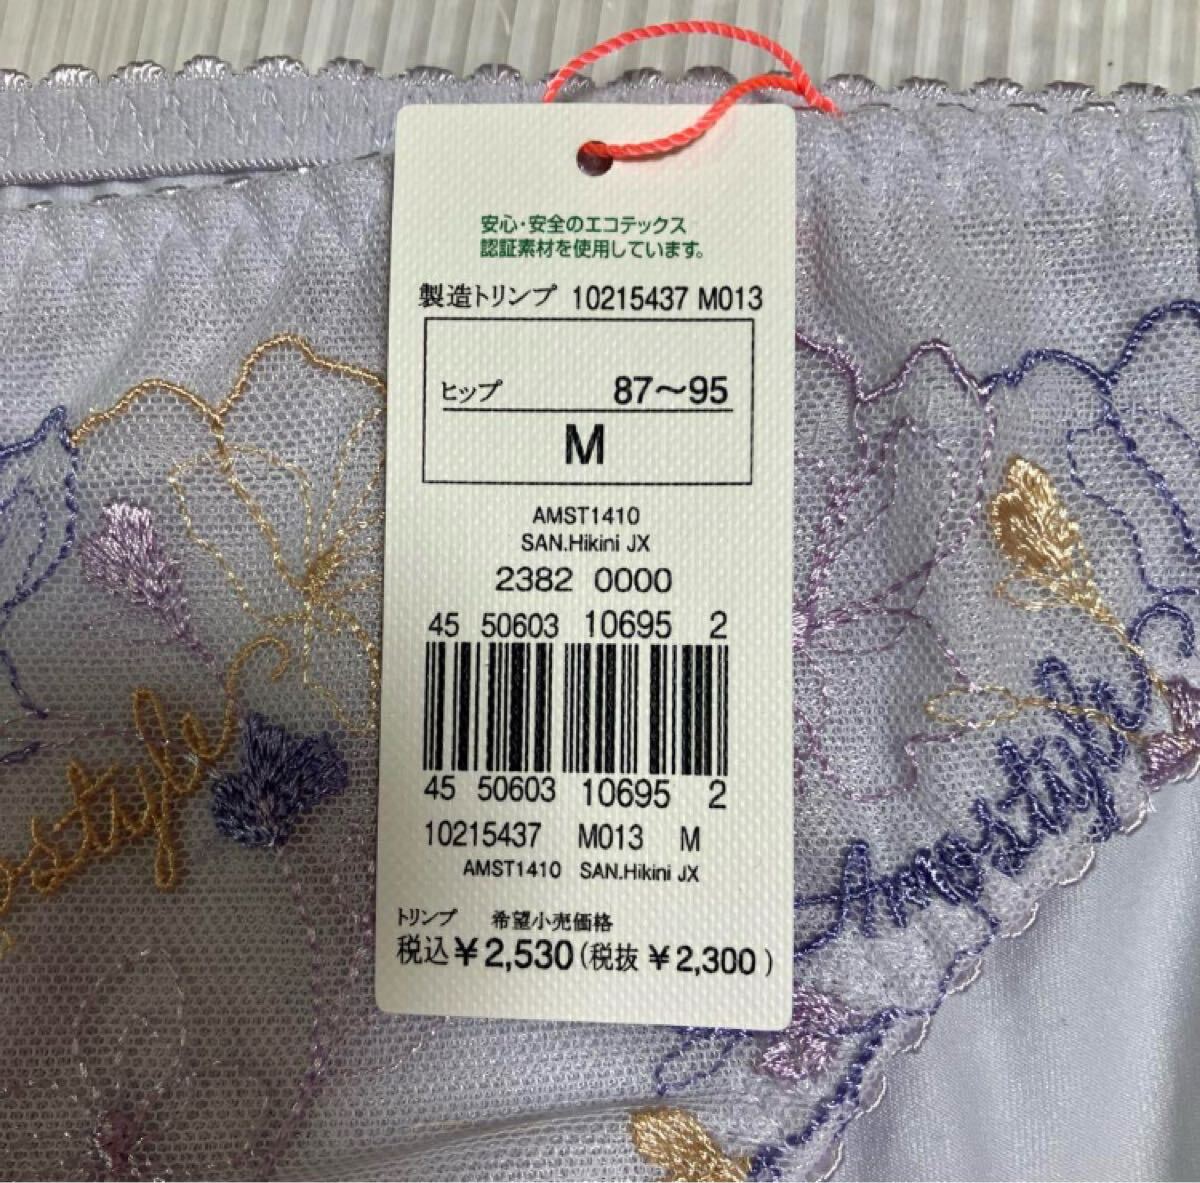 安心・安全のエコテックス
認証素材を使用しています。
製造トリンプ 10215437 M013
ヒップ 87～95
M
AMST1410
SAN.Hikini JX
2382 0000
45 50603 10695 2
45 50603 10695 2
10215437 M013 M
AMST1410 SAN.Hikini JX
トリンプ 希望小売価格
税込￥2,530(税抜￥2,300)
ostyle
Amostyle